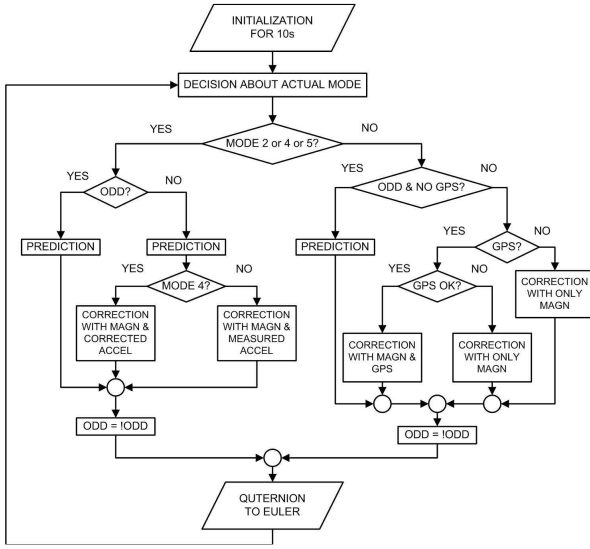 INITIALIZATION
FOR 10s
DECISION ABOUT ACTUAL MODE
YES
MODE 2 or 4 or 5?
NO
YES
ODD?
NO
YES
ODD & NO GPS?
NO
PREDICTION
PREDICTION
PREDICTION
YES
GPS?
NO
YES
MODE 4?
NO
YES
GPS OK?
NO
CORRECTION
WITH ONLY
MAGN
CORRECTION
WITH MAGN &
CORRECTED
ACCEL
CORRECTION
WITH MAGN &
MEASURED
ACCEL
CORRECTION
WITH MAGN &
GPS
CORRECTION
WITH ONLY
MAGN
ODD = !ODD
ODD = !ODD
QUTERNION
TO EULER